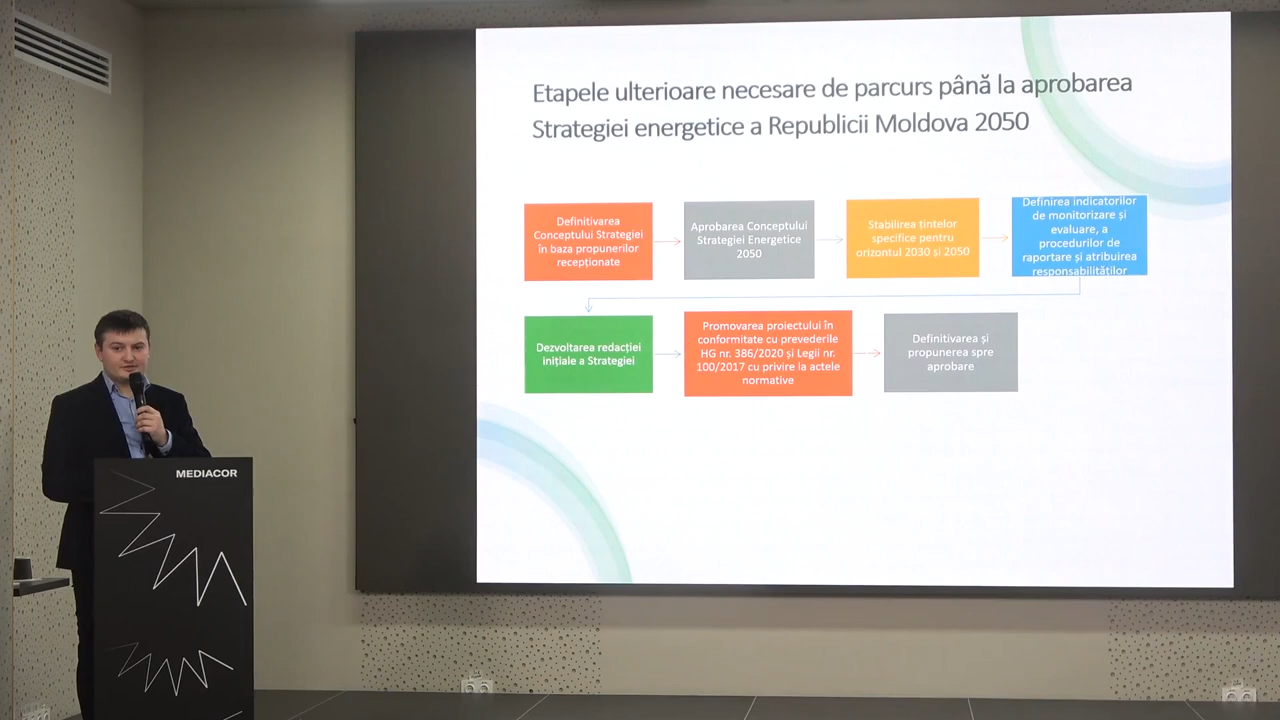 Etapele ulterioare necesare de parcurs până la aprobarea
Strategiei energetice a Republicii Moldova 2050
Definitivarea
Conceptului Strategiei
în baza propunerilor
recepționate
Aprobarea Conceptului
Strategiei Energetice
2050
Stabilirea țintelor
specifice pentru
orizontul 2030 și 2050
Definirea indicatorilor
de monitorizare și
evaluare, a
procedurilor de
raportare și atribuirea
responsabilităților
Dezvoltarea redacției
inițiale a Strategiei
Promovarea proiectului în
conformitate cu prevederile
HG nr. 386/2020 și Legii nr.
100/2017 cu privire la actele
normative
Definitivarea și
propunerea spre
aprobare
MEDIACOR